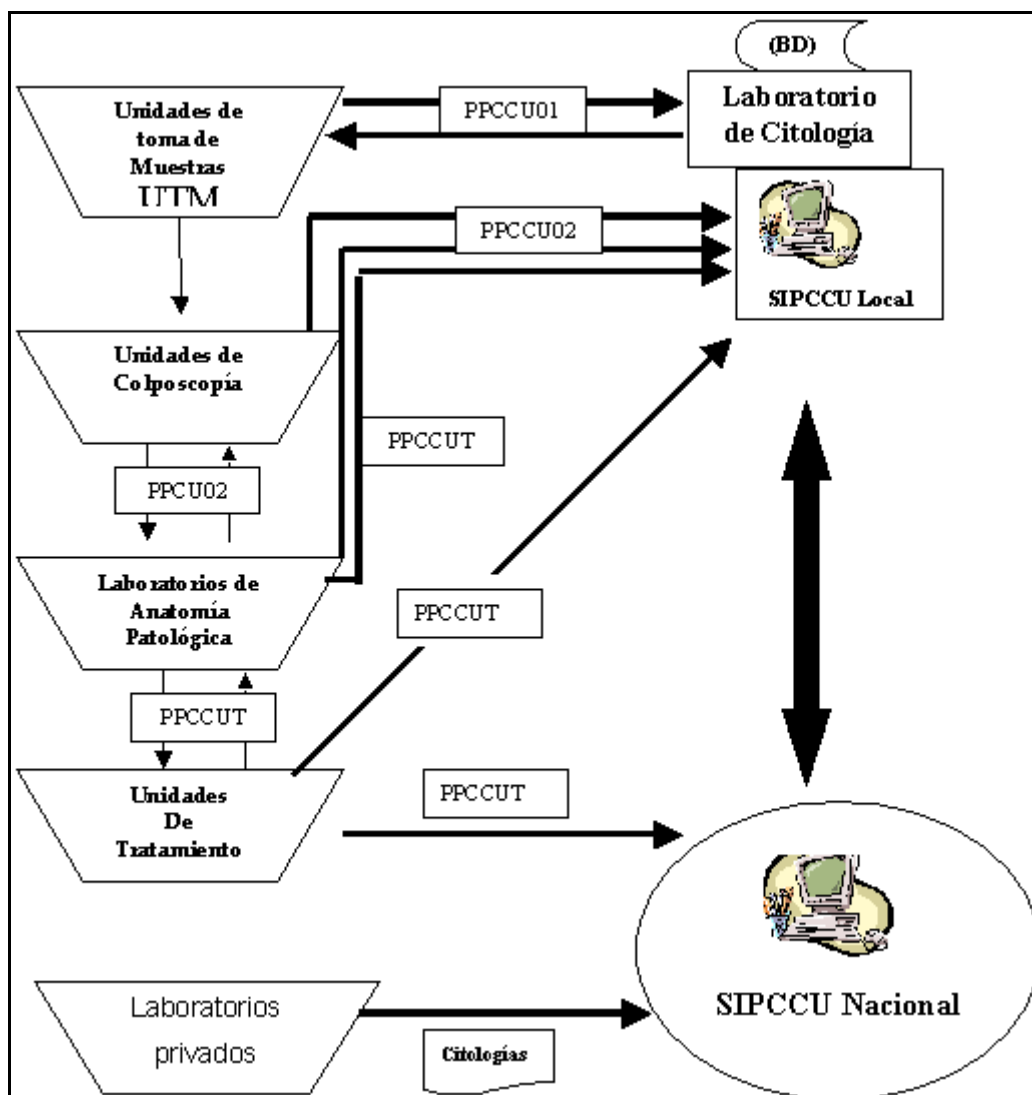 (BD)
Unidades de
toma de
Muestras
UTM
PPCCU01
Laboratorio
de Citología
PPCCU02
SIPCCU Local
Unidades de
Colposcopía
PPCCUT
PPCU02
Laboratorios de
Anatomía
Patológica
PPCCUT
PPCCUT
Unidades
De
Tratamiento
PPCCUT
SIPCCU Nacional
Laboratorios
privados
Citologías